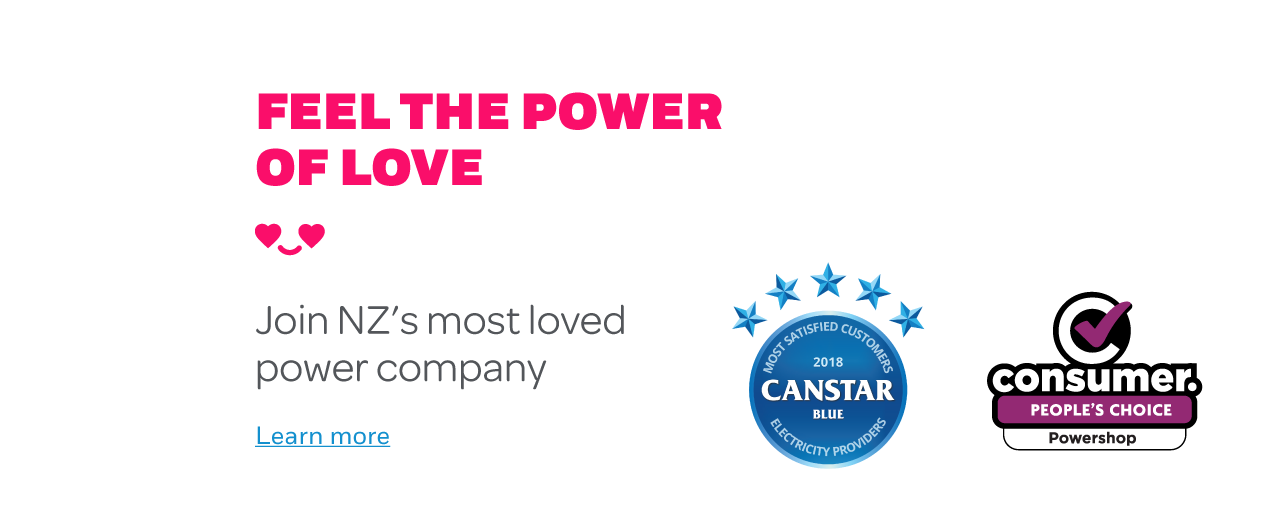 FEEL THE POWER
OF LOVE
Join NZ's most loved
power company
Learn more
MOST SATISFIED CUSTOMERS
2018
CANSTAR
BLUE
ELECTRICITY PROVIDERS
consumer.
PEOPLE'S CHOICE
Powershop